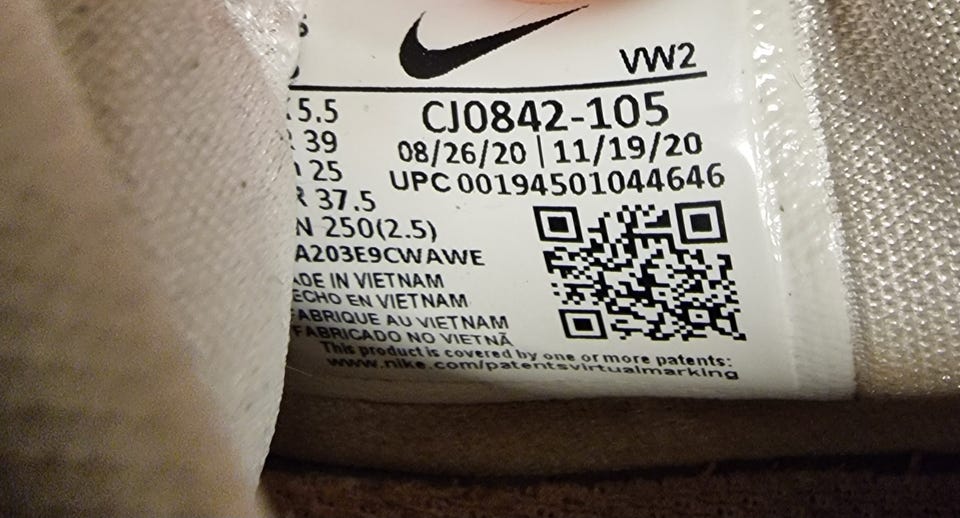 VW2
CJ0842-105
08/26/20 | 11/19/20
UPC 00194501044646
5.5
39
25
37.5
N 250(2.5)
A203E9CWAWE
ADE IN VIETNAM
ECHO EN VIETNAM
FABRIQUE AU VIETNAM
FABRICADO NO VIETNÃ
This product is covered by one or more patents:
www.nike.com/patentsvirtualmarking